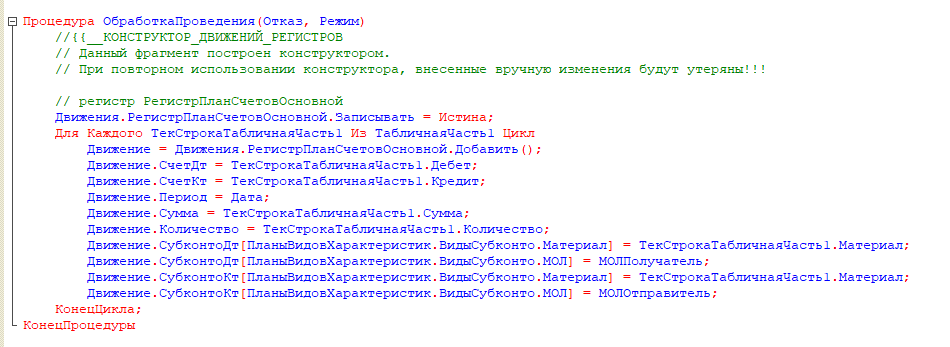 Процедура ОбработкаПроведения(Отказ, Режим)
//{{__КОНСТРУКТОР_ДВИЖЕНИЙ_РЕГИСТРОВ
// Данный фрагмент построен конструктором.
// При повторном использовании конструктора, внесенные вручную изменения будут утеряны!!!
// регистр РегистрПланСчетовОсновной
Движения.РегистрПланСчетовОсновной.Записывать = Истина;
Для Каждого ТекСтрокаТабличнаяЧасть1 Из ТабличнаяЧасть1 Цикл
Движение = Движения.РегистрПланСчетовОсновной.Добавить();
Движение.СчетДт = ТекСтрокаТабличнаяЧасть1.Дебет;
Движение.СчетКт = ТекСтрокаТабличнаяЧасть1.Кредит;
Движение.Период = Дата;
Движение.Сумма = ТекСтрокаТабличнаяЧасть1.Сумма;
Движение.Количество = ТекСтрокаТабличнаяЧасть1.Количество;
Движение.СубконтоДт[ПланыВидовХарактеристик.ВидыСубконто.Материал] = ТекСтрокаТабличнаяЧасть1.Материал;
Движение.СубконтоДт[ПланыВидовХарактеристик.ВидыСубконто.МОЛ] = МОЛПолучатель;
Движение.СубконтоКт[ПланыВидовХарактеристик.ВидыСубконто.Материал] = ТекСтрокаТабличнаяЧасть1.Материал;
Движение.СубконтоКт[ПланыВидовХарактеристик.ВидыСубконто.МОЛ] = МОЛОтправитель;
КонецЦикла;
КонецПроцедуры